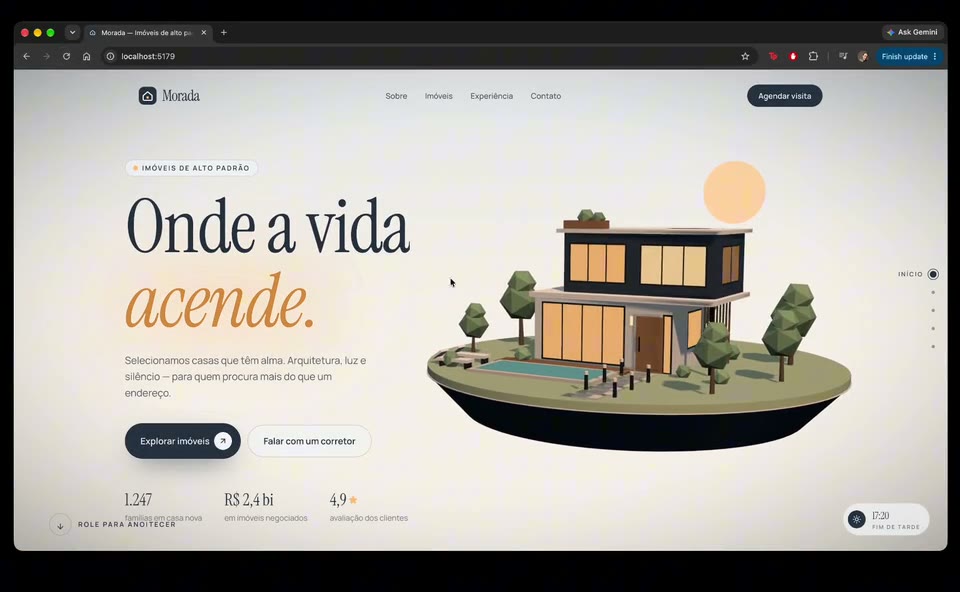 Morada — Imóveis de alto pa
Ask Gemini
localhost:5179
Finish update
Morada
Sobre
Imóveis
Experiência
Contato
Agendar visita
IMÓVEIS DE ALTO PADRÃO
Onde a vida
acende.
INÍCIO
Selecionamos casas que têm alma. Arquitetura, luz e
silêncio — para quem procura mais do que um
endereço.
Explorar imóveis
Falar com um corretor
1.247
R$ 2,4 bi
4,9
famílias em casa nova
em imóveis negociados
avaliação dos clientes
ROLE PARA ANOITECER
17:20
FIM DE TARDE